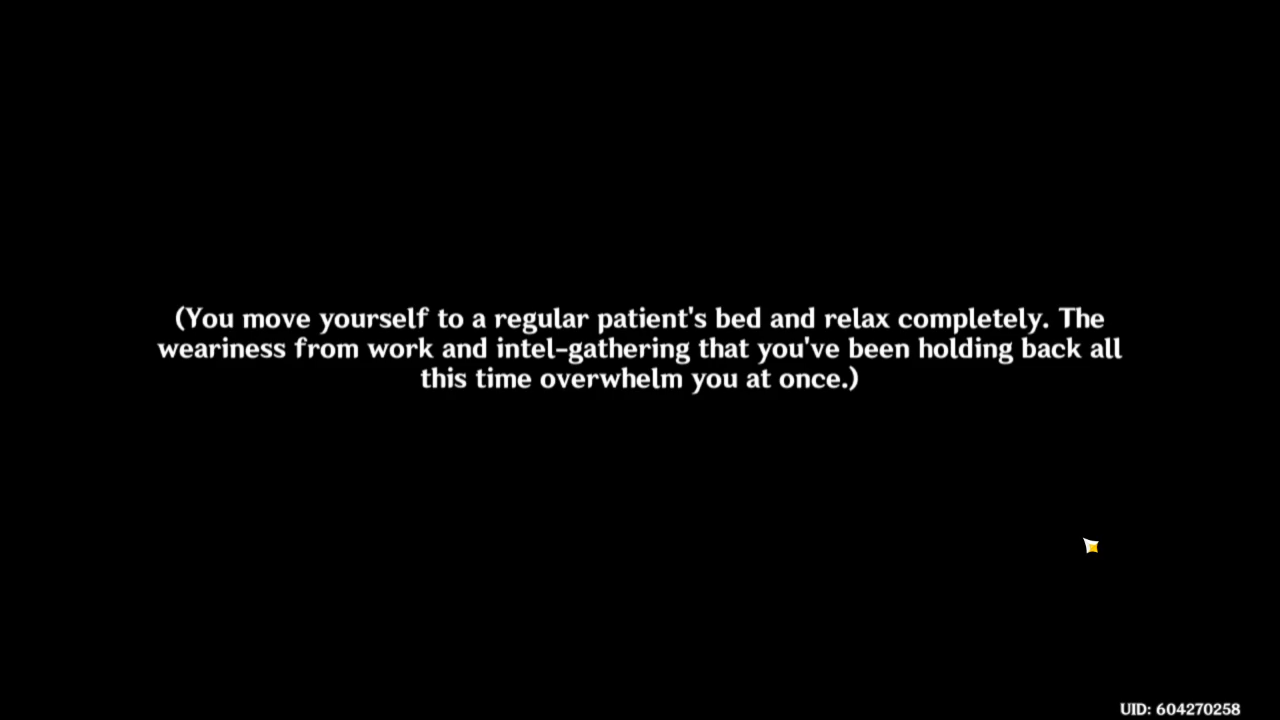 (You move yourself to a regular patient's bed and relax completely. The
weariness from work and intel-gathering that you've been holding back all
this time overwhelm you at once.)
UID: 604270258